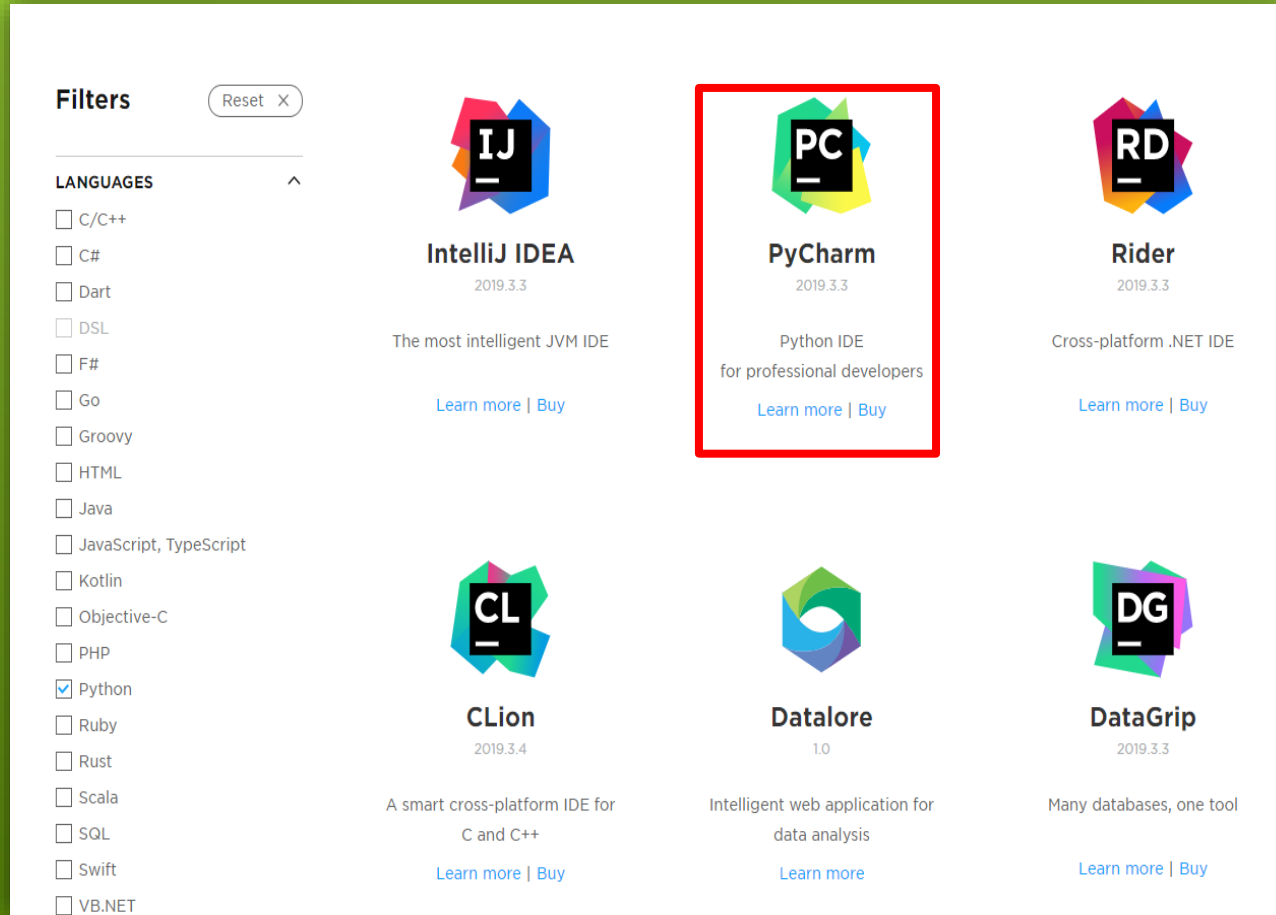 Filters
Reset X
LANGUAGES
C/C++
C#
Dart
DSL
F#
Go
Groovy
HTML
Java
JavaScript, TypeScript
Kotlin
Objective-C
PHP
Python
Ruby
Rust
Scala
SQL
Swift
VB.NET
IJ
IntelliJ IDEA
2019.3.3
The most intelligent JVM IDE
Learn more | Buy
PC
PyCharm
2019.3.3
Python IDE
for professional developers
Learn more | Buy
RD
Rider
2019.3.3
Cross-platform .NET IDE
Learn more | Buy
CL
CLion
2019.3.4
A smart cross-platform IDE for
C and C++
Learn more | Buy
Datalore
1.0
Intelligent web application for
data analysis
Learn more
DG
DataGrip
2019.3.3
Many databases, one tool
Learn more | Buy